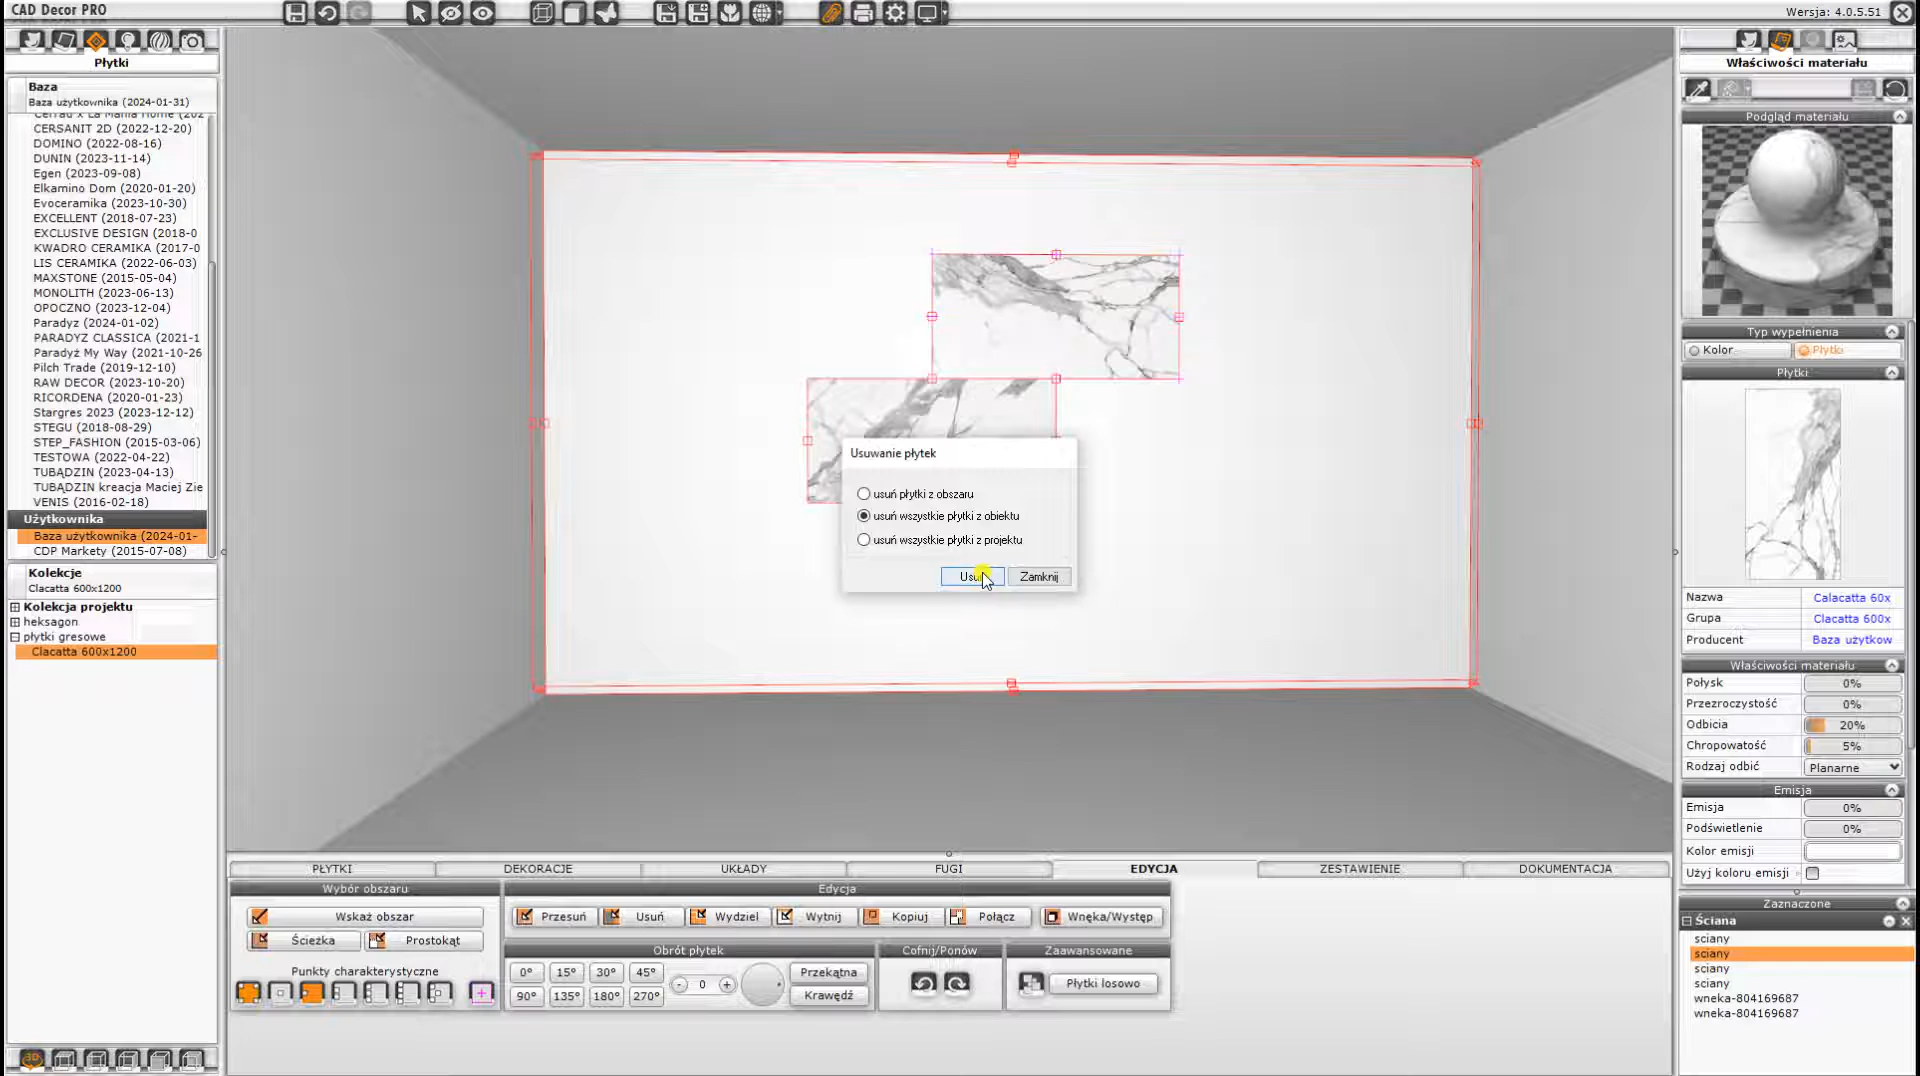 CAD Decor PRO
Wersja: 4.0.5.51
Płytki
Baza
Baza użytkownika (2024-01-31)
Cerrad x La Mania Home (202
CERSANIT 2D (2022-12-20)
DOMINO (2022-08-16)
DUNIN (2023-11-14)
Egen (2023-09-08)
Elkamino Dom (2020-01-20)
Evoceramika (2023-10-30)
EXCELLENT (2018-07-23)
EXCLUSIVE DESIGN (2018-0
KWADRO CERAMIKA (2017-0
LIS CERAMIKA (2022-06-03)
MAXSTONE (2015-05-04)
MONOLITH (2023-06-13)
OPOCZNO (2023-12-04)
Paradyz (2024-01-02)
PARADYZ CLASSICA (2021-1
Paradyż My Way (2021-10-26
Pilch Trade (2019-12-10)
RAW DECOR (2023-10-20)
RICORDENA (2020-01-23)
Stargres 2023 (2023-12-12)
STEGU (2018-08-29)
STEP_FASHION (2015-03-06)
TESTOWA (2022-04-22)
TUBĄDZIN (2023-04-13)
TUBĄDZIN kreacja Maciej Zie
VENIS (2016-02-18)
Użytkownika
Baza użytkownika (2024-01-
CDP Markety (2015-07-08)
Kolekcje
Clacatta 600x1200
Kolekcja projektu
heksagon
płytki gresowe
Clacatta 600x1200
3D
Usuwanie płytek
usuń płytki z obszaru
usuń wszystkie płytki z obiektu
usuń wszystkie płytki z projektu
Zamknij
PŁYTKI
DEKORACJE
UKŁADY
FUGI
EDYCJA
ZESTAWIENIE
DOKUMENTACJA
Wybór obszaru
Wskaż obszar
Ścieżka
Prostokąt
Punkty charakterystyczne
Edycja
Przesuń
Usuń
Wydziel
Wytnij
Kopiuj
Połącz
Wnęka/Występ
Obrót płytek
0° 15° 30° 45°
90° 135° 180° 270°
- 0 +
Przekątna
Krawędź
Cofnij/Ponów
Zaawansowane
Płytki losowo
Właściwości materiału
Podgląd materiału
Typ wypełnienia
Kolor
Płytki
Płytki
Nazwa Calacatta 60x
Grupa Clacatta 600x
Producent Baza użytkow
Właściwości materiału
Połysk 0%
Przezroczystość 0%
Odbicia 20%
Chropowatość 5%
Rodzaj odbić Planarne
Emisja
Emisja 0%
Podświetlenie 0%
Kolor emisji
Użyj koloru emisji
Zaznaczone
Ściana
sciany
sciany
sciany
sciany
wneka-804169687
wneka-804169687